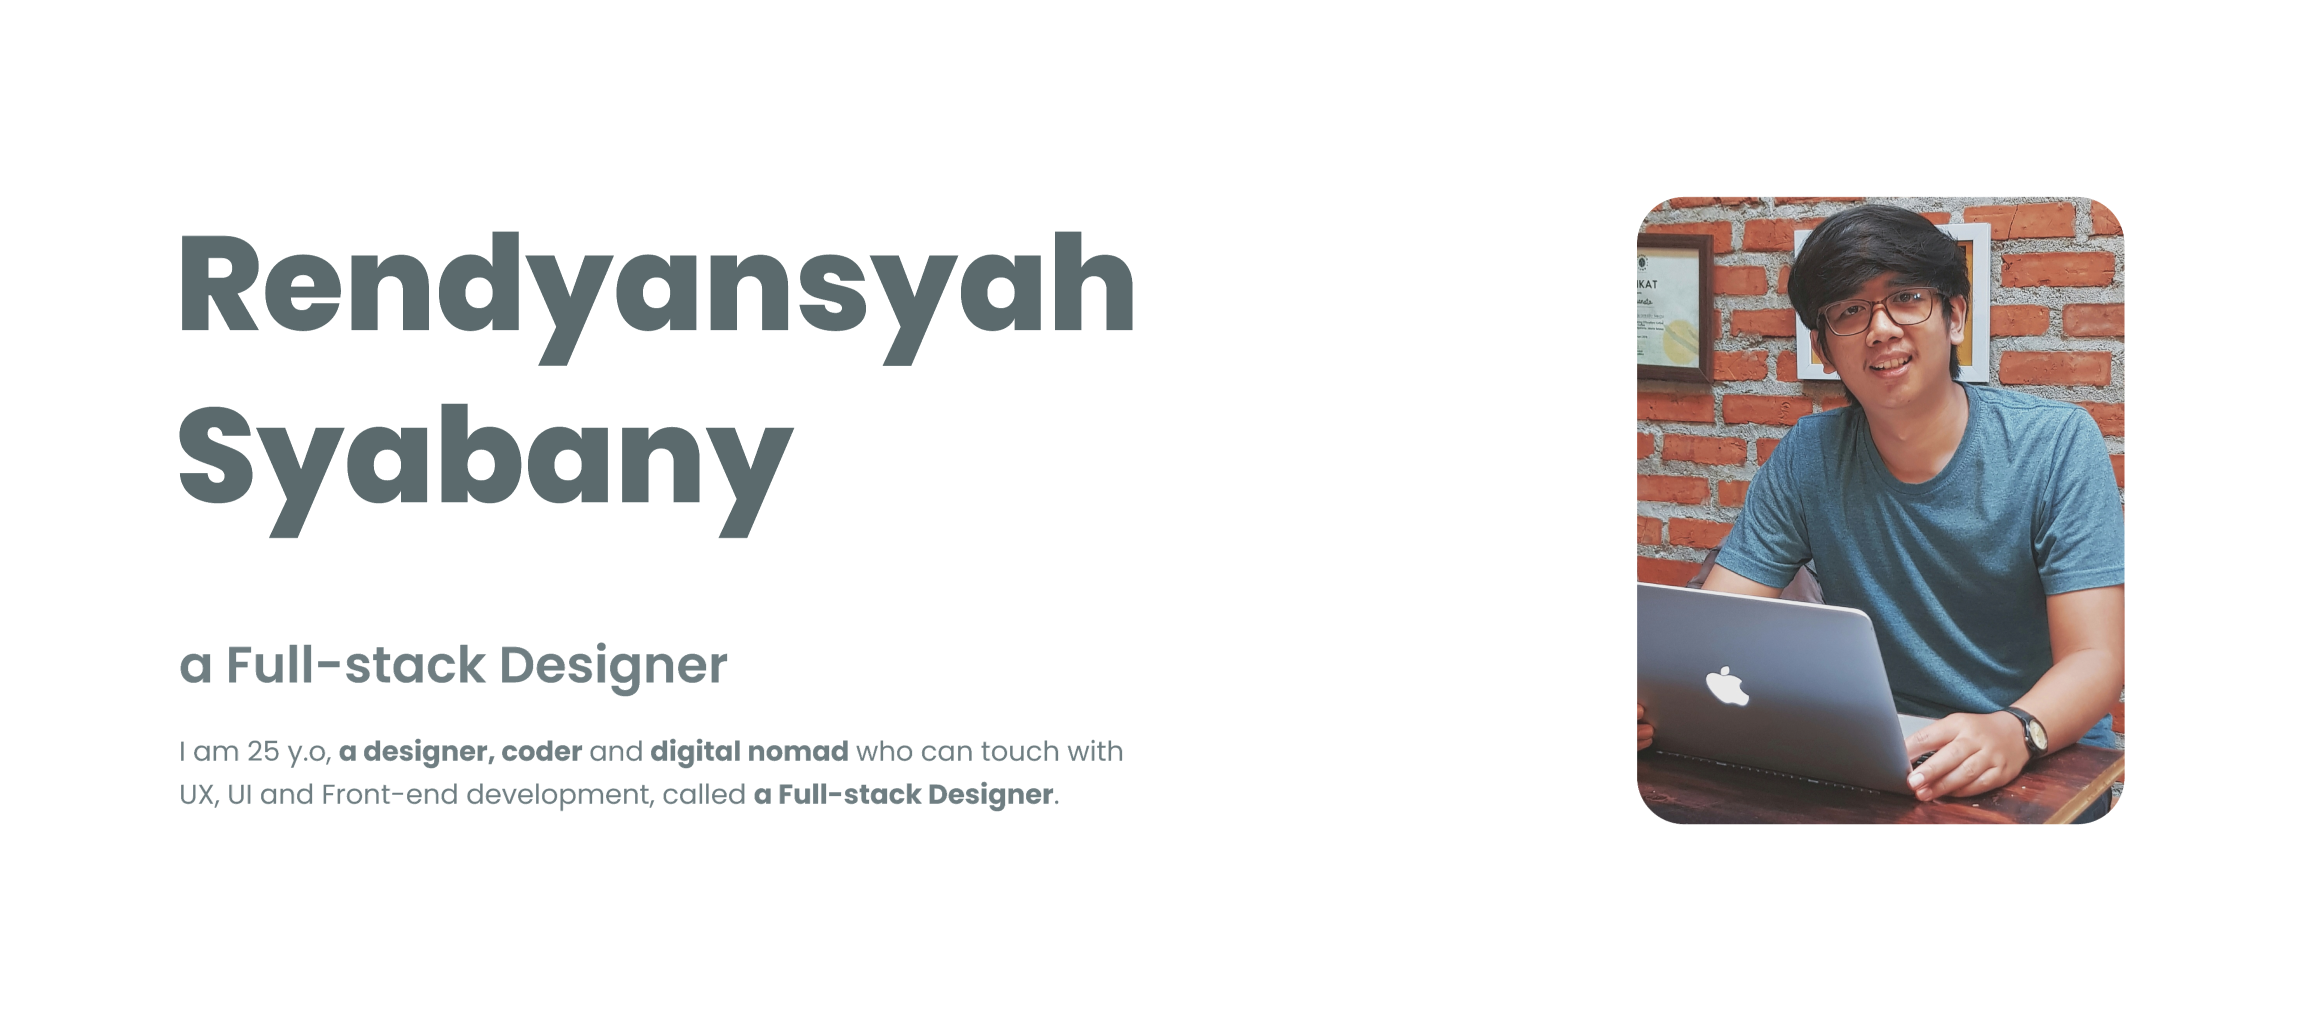 Rendyansyah
Syabany
a Full-stack Designer
I am 25 y.o, a designer, coder and digital nomad who can touch with
UX, UI and Front-end development, called a Full-stack Designer.